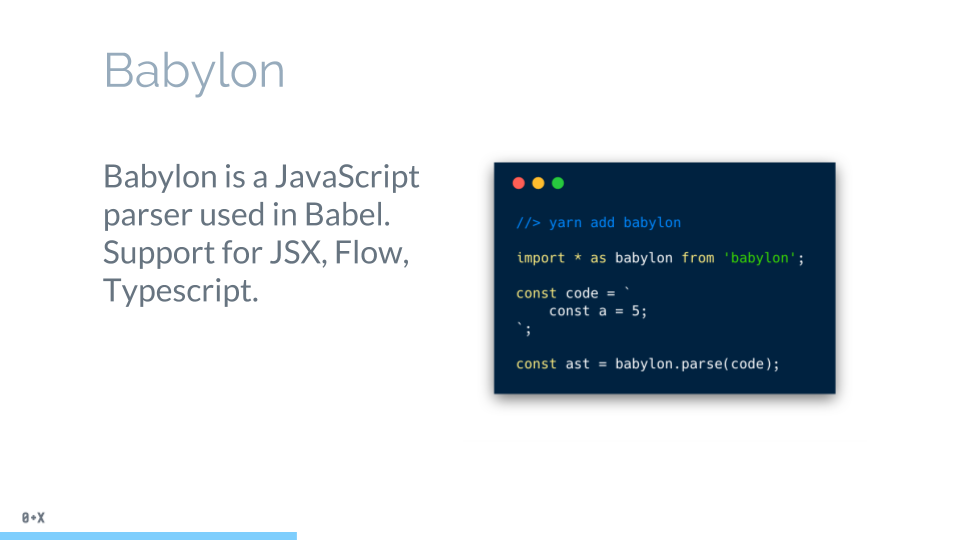 Babylon
Babylon is a JavaScript
parser used in Babel.
Support for JSX, Flow,
Typescript.
//> yarn add babylon
import * as babylon from 'babylon';
const code = `
    const a = 5;
`;
const ast = babylon.parse(code);
0+X